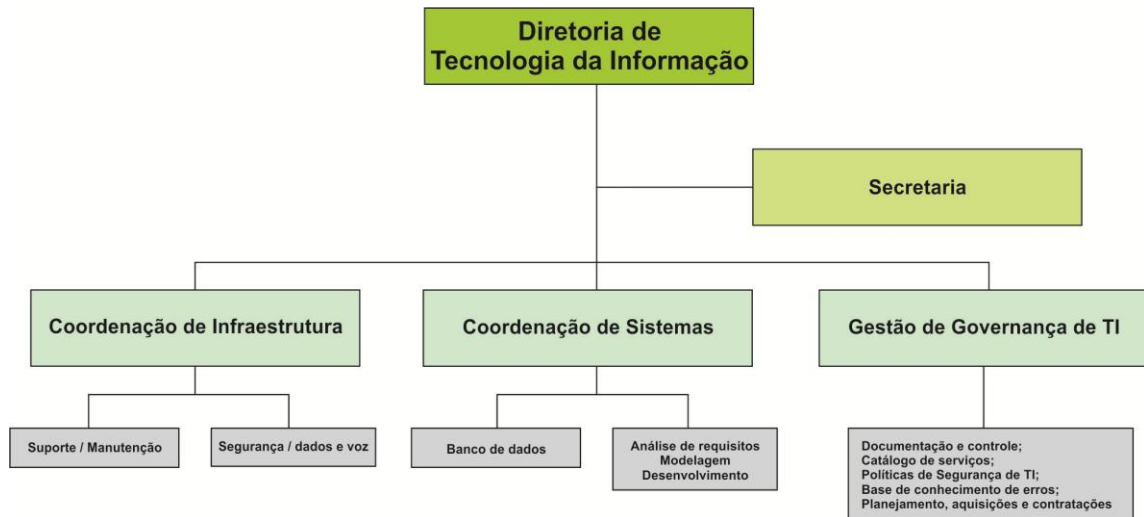 Diretoria de
Tecnologia da Informação
Secretaria
Coordenação de Infraestrutura
Coordenação de Sistemas
Gestão de Governança de TI
Suporte / Manutenção
Segurança / dados e voz
Banco de dados
Análise de requisitos
Modelagem
Desenvolvimento
Documentação e controle;
Catálogo de serviços;
Políticas de Segurança de TI;
Base de conhecimento de erros;
Planejamento, aquisições e contratações